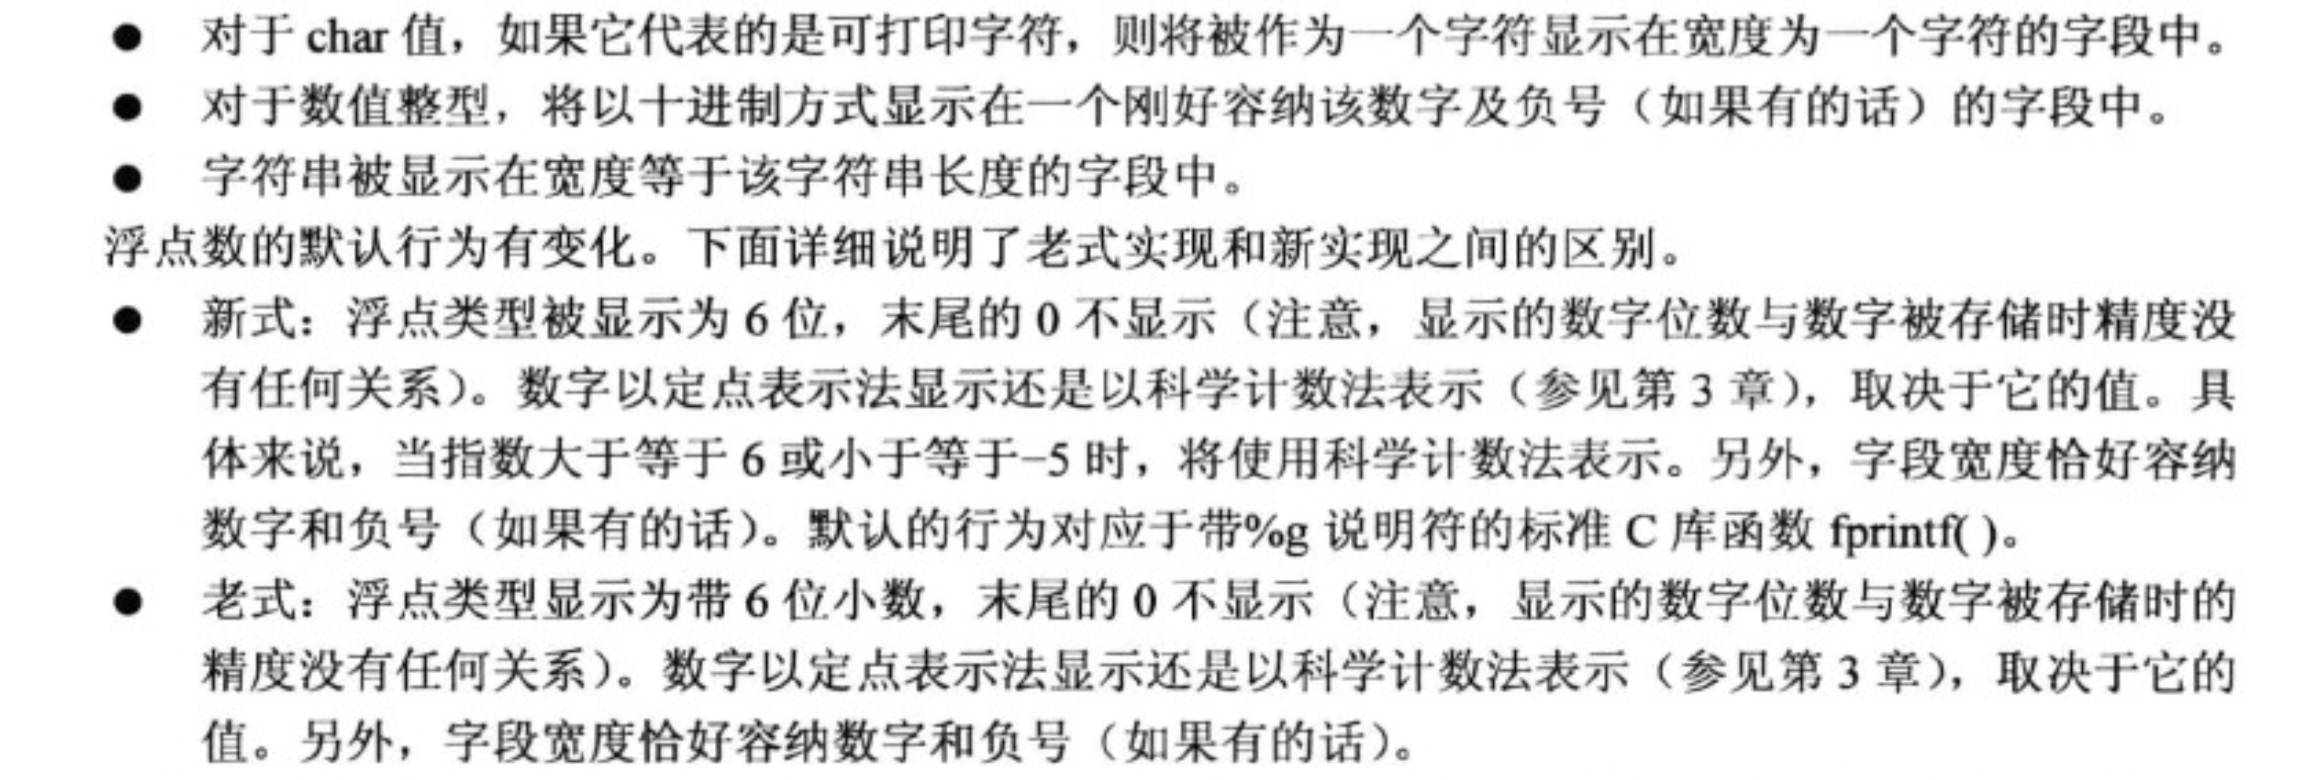 ● 对于 char 值，如果它代表的是可打印字符，则将被作为一个字符显示在宽度为一个字符的字段中。
● 对于数值整型，将以十进制方式显示在一个刚好容纳该数字及负号（如果有的话）的字段中。
● 字符串被显示在宽度等于该字符串长度的字段中。
浮点数的默认行为有变化。下面详细说明了老式实现和新实现之间的区别。
● 新式：浮点类型被显示为 6 位，末尾的 0 不显示（注意，显示的数字位数与数字被存储时精度没
有任何关系）。数字以定点表示法显示还是以科学计数法表示（参见第 3 章），取决于它的值。具
体来说，当指数大于等于 6 或小于等于–5 时，将使用科学计数法表示。另外，字段宽度恰好容纳
数字和负号（如果有的话）。默认的行为对应于带%g 说明符的标准 C 库函数 fprintf( )。
● 老式：浮点类型显示为带 6 位小数，末尾的 0 不显示（注意，显示的数字位数与数字被存储时的
精度没有任何关系）。数字以定点表示法显示还是以科学计数法表示（参见第 3 章），取决于它的
值。另外，字段宽度恰好容纳数字和负号（如果有的话）。